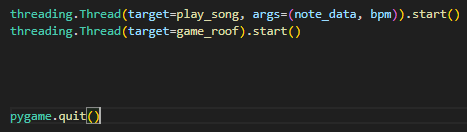 threading.Thread(target=play_song, args=(note_data, bpm)).start()
threading.Thread(target=game_roof).start()
pygame.quit()